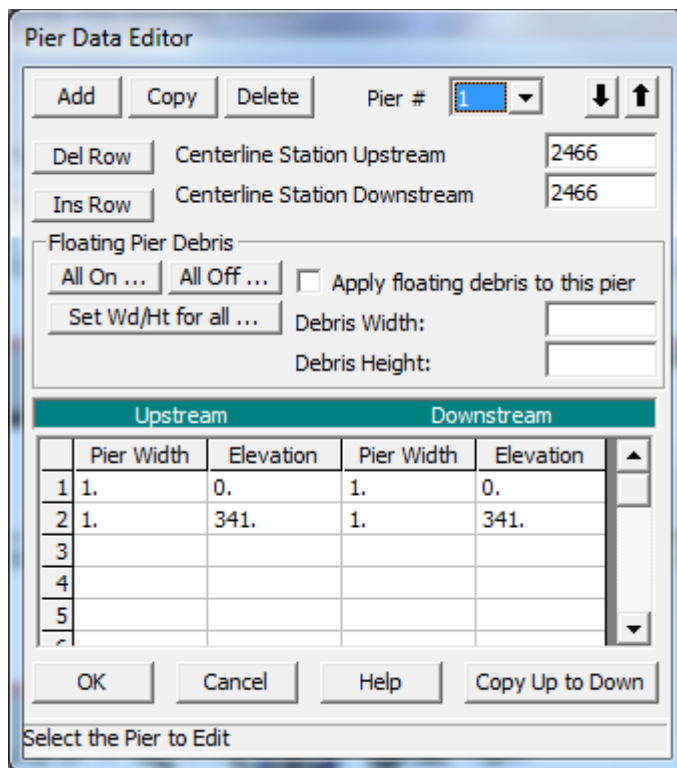 Pier Data Editor
Add Copy Delete Pier # 1
Del Row Centerline Station Upstream 2466
Ins Row Centerline Station Downstream 2466
Floating Pier Debris
All On ... All Off ... Apply floating debris to this pier
Set Wd/Ht for all ... Debris Width:
Debris Height:
Upstream Downstream
Pier Width Elevation Pier Width Elevation
1 1. 0. 1. 0.
2 1. 341. 1. 341.
3
4
5
OK Cancel Help Copy Up to Down
Select the Pier to Edit